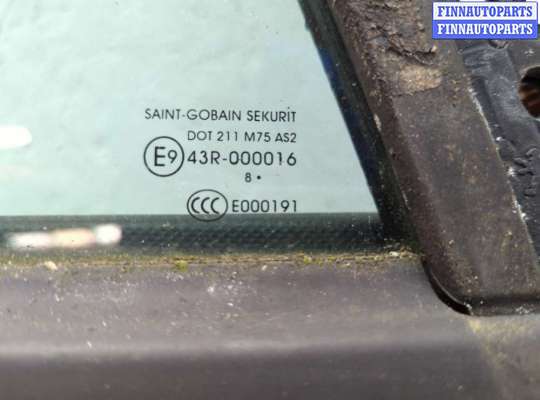 FINNAUTOPARTS
FINNAUTOPARTS
SAINT-GOBAIN SEKURIT
DOT 211 M75 AS2
E9 43R-000016
8 •
CCC E000191